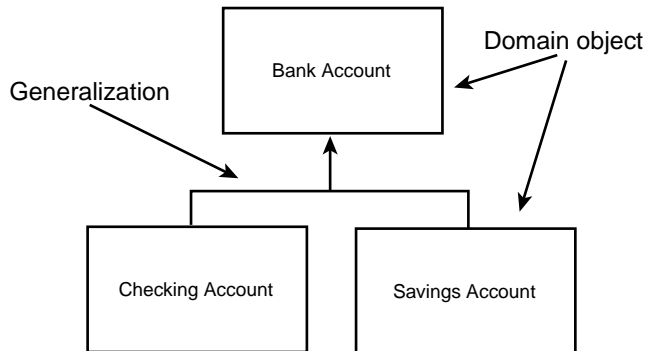 Domain object
Bank Account
Generalization
Checking Account
Savings Account